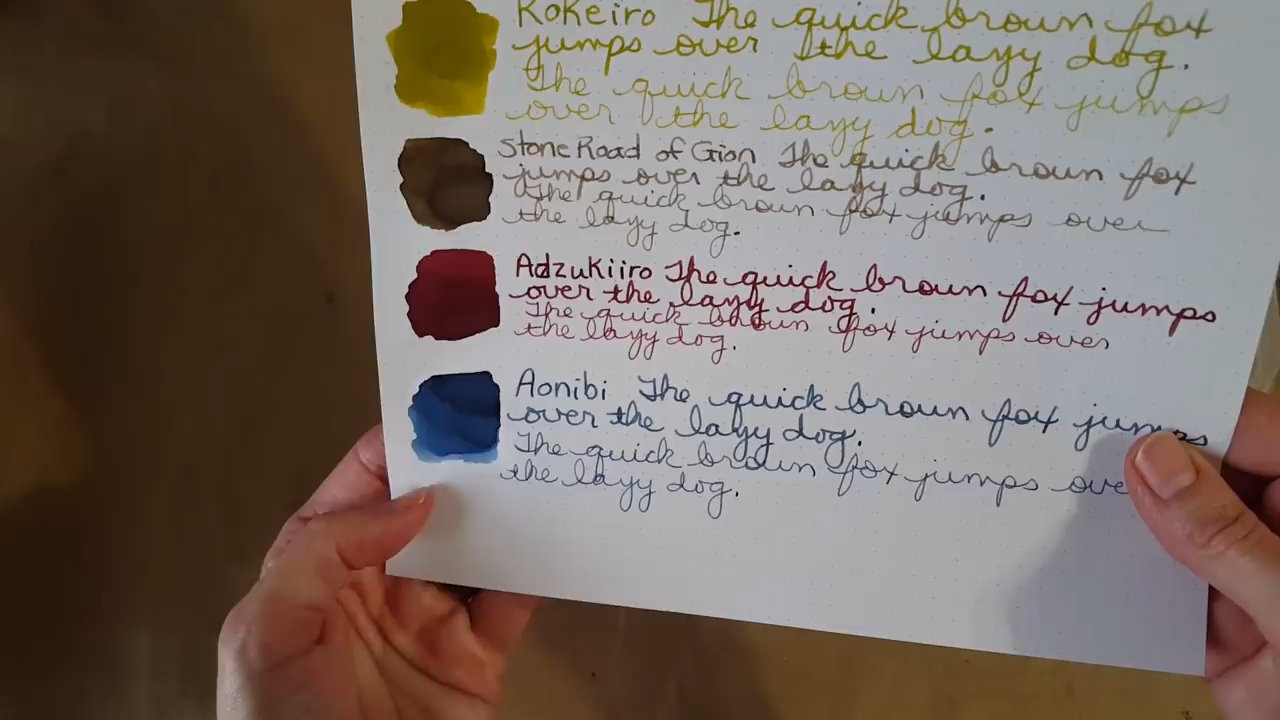 Kokeiro The quick brown fox
jumps over the lazy dog.
The quick brown fox jumps
over the lazy dog.
Stone Road of Gion The quick brown fox
jumps over the lazy dog.
The quick brown fox jumps over
the lazy dog.
Adzukiiro The quick brown fox jumps
over the lazy dog.
The quick brown fox jumps over
the lazy dog.
Aonibi The quick brown fox jumps
over the lazy dog.
The quick brown fox jumps ove
the lazy dog.